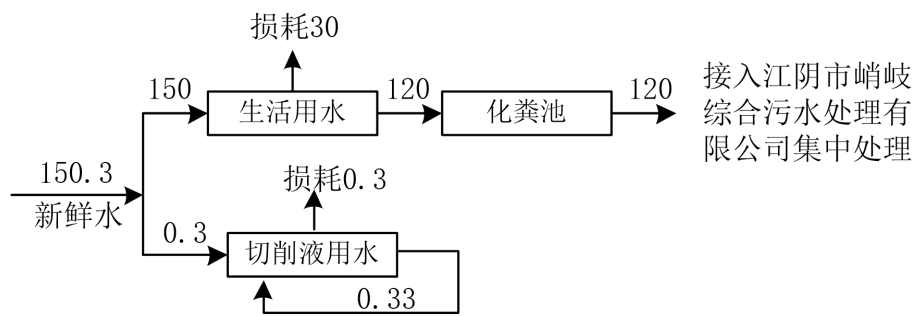 损耗30
150
生活用水
120
化粪池
120
接入江阴市峭岐
综合污水处理有
限公司集中处理
150.3
新鲜水
损耗0.3
0.3
切削液用水
0.33